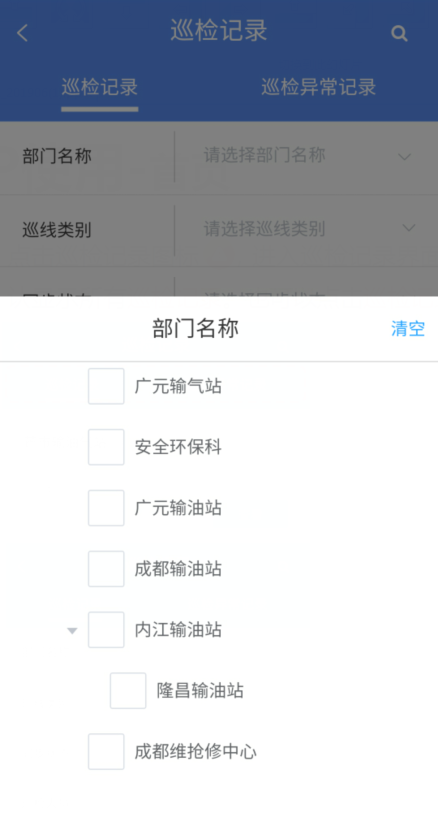 巡检记录
巡检记录 巡检异常记录
部门名称 请选择部门名称
巡线类别 请选择巡线类别
部门名称 清空
广元输气站
安全环保科
广元输油站
成都输油站
内江输油站
隆昌输油站
成都维抢修中心